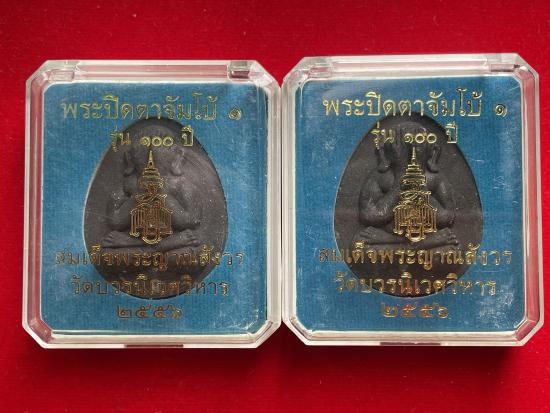 พระปิดตาจัมโบ้ ๑
รุ่น ๑๐๐ ปี
สมเด็จพระญาณสังวร
วัดบวรนิเวศวิหาร
๒๕๕๖
พระปิดตาจัมโบ้ ๑
รุ่น ๑๐๐ ปี
สมเด็จพระญาณสังวร
วัดบวรนิเวศวิหาร
๒๕๕๖